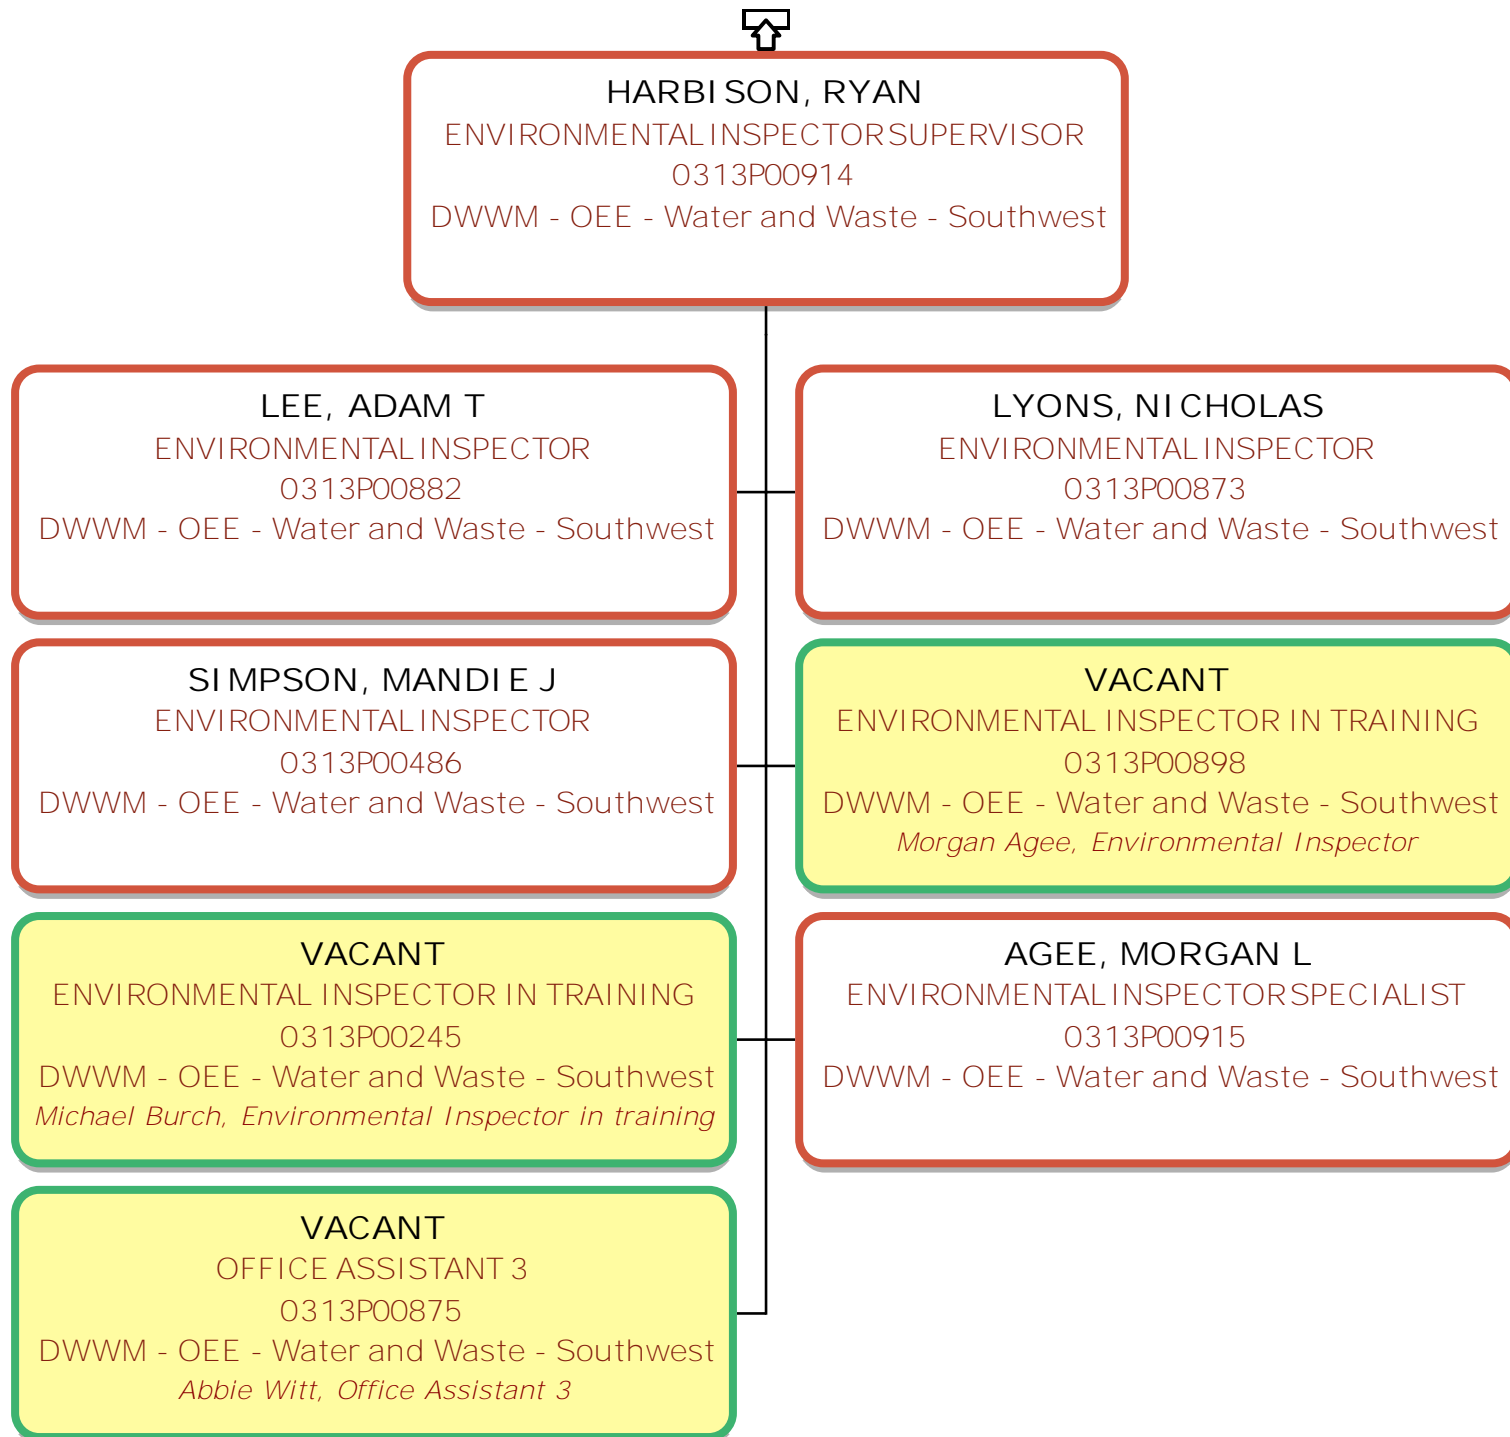 HARBISON, RYAN
ENVIRONMENTAL INSPECTOR SUPERVISOR
0313P00914
DWWM - OEE - Water and Waste - Southwest
LEE, ADAM T
ENVIRONMENTAL INSPECTOR
0313P00882
DWWM - OEE - Water and Waste - Southwest
LYONS, NICHOLAS
ENVIRONMENTAL INSPECTOR
0313P00873
DWWM - OEE - Water and Waste - Southwest
SIMPSON, MANDIE J
ENVIRONMENTAL INSPECTOR
0313P00486
DWWM - OEE - Water and Waste - Southwest
VACANT
ENVIRONMENTAL INSPECTOR IN TRAINING
0313P00898
DWWM - OEE - Water and Waste - Southwest
Morgan Agee, Environmental Inspector
VACANT
ENVIRONMENTAL INSPECTOR IN TRAINING
0313P00245
DWWM - OEE - Water and Waste - Southwest
Michael Burch, Environmental Inspector in training
AGEE, MORGAN L
ENVIRONMENTAL INSPECTOR SPECIALIST
0313P00915
DWWM - OEE - Water and Waste - Southwest
VACANT
OFFICE ASSISTANT 3
0313P00875
DWWM - OEE - Water and Waste - Southwest
Abbie Witt, Office Assistant 3